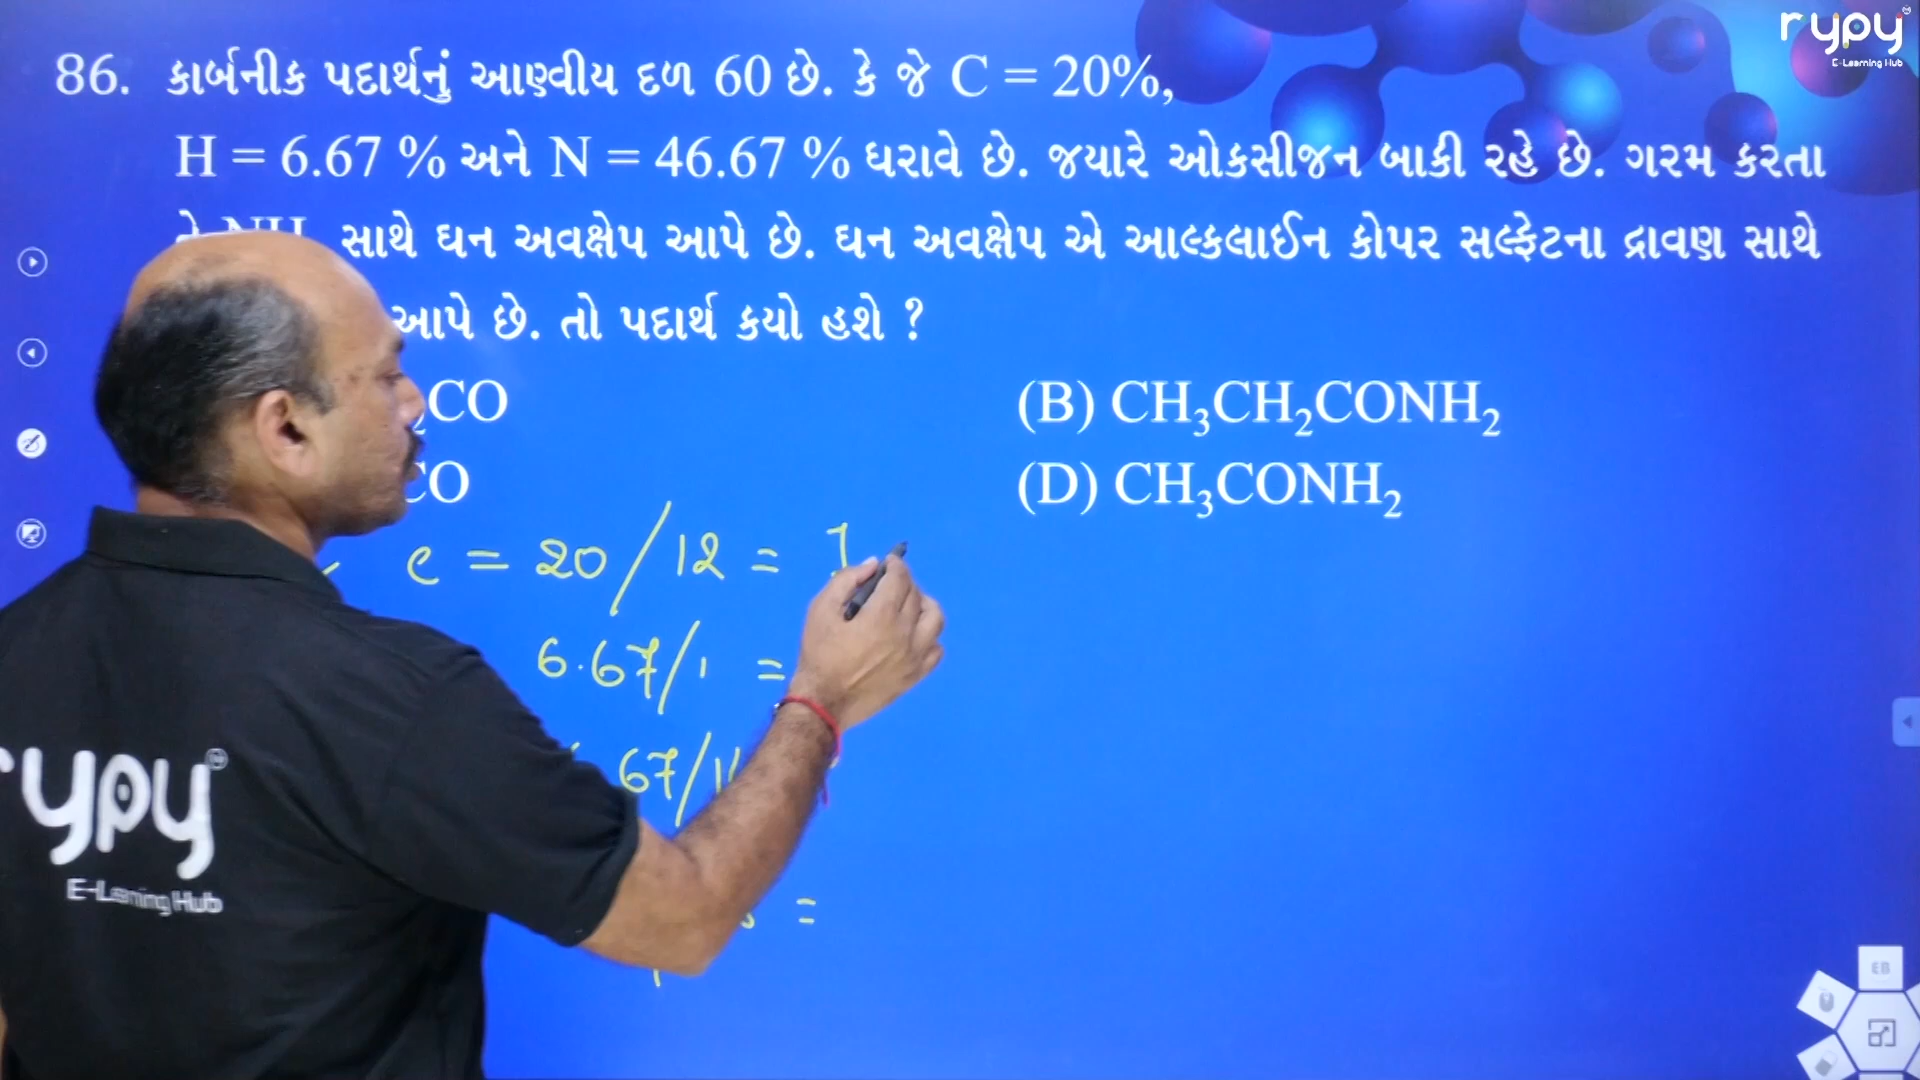 rypy
E-Learning Hub
86. કાર્બનીક પદાર્થનું આણ્વીય દળ 60 છે. કે જે C = 20%,
H = 6.67 % અને N = 46.67 % ધરાવે છે. જયારે ઓકસીજન બાકી રહે છે. ગરમ કરતા
સાથે ઘન અવક્ષેપ આપે છે. ઘન અવક્ષેપ એ આલ્કલાઈન કોપર સલ્ફેટના દ્રાવણ સાથે
આપે છે. તો પદાર્થ કયો હશે ?
CO
(B) CH₃CH₂CONH₂
CO
(D) CH₃CONH₂
C = 20/12 =
6.67/1 =
67/
=
rypy
E-Learning Hub
EB